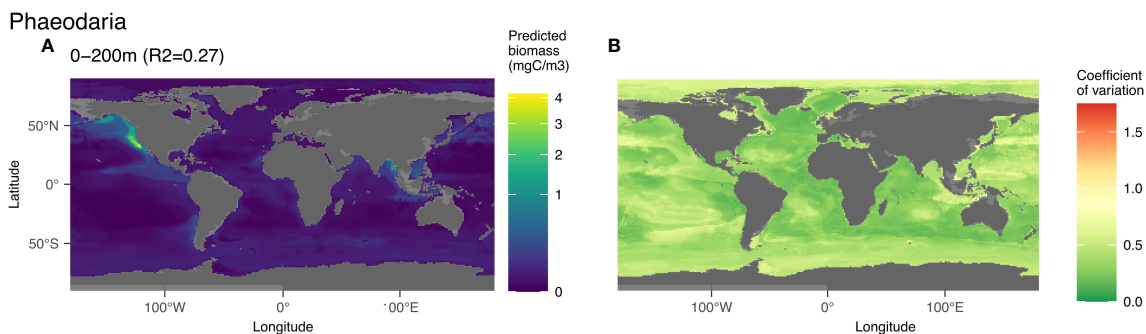 Phaeodaria
A
0−200m (R2=0.27)
Predicted
biomass
(mgC/m3)
4
3
2
1
0
50°N
0°
50°S
Latitude
100°W
0°
00°E
Longitude
B
Coefficient
of variation
1.5
1.0
0.5
0.0
100°W
0°
100°E
Longitude